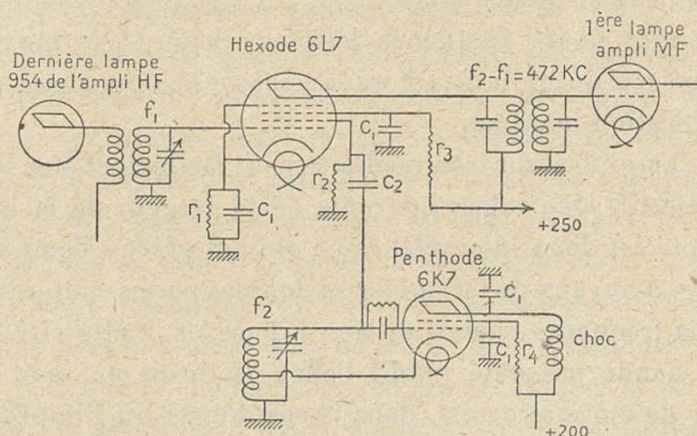 1ère lampe
ampli MF
Hexode 6L7
Dernière lampe
954 de l'ampli HF
f₂-f₁=472KC
f₁
C₁
r₃
r₂
C₂
r₁
C₁
+250
Penthode
6K7
C₁
f₂
C₁
r₄
choc
+200